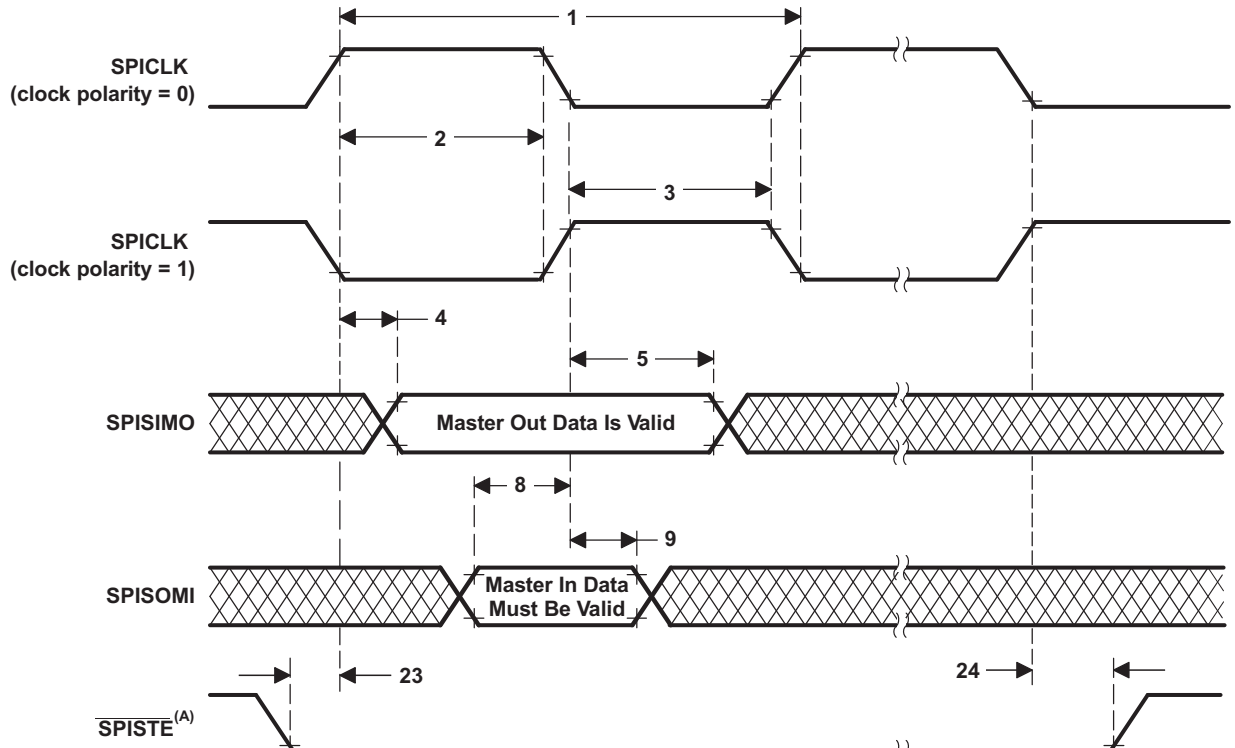 1
SPICLK
(clock polarity = 0)
2
3
SPICLK
(clock polarity = 1)
4
5
SPISIMO
Master Out Data Is Valid
8
9
SPISOMI
Master In Data
Must Be Valid
23
24
SPISTE(A)